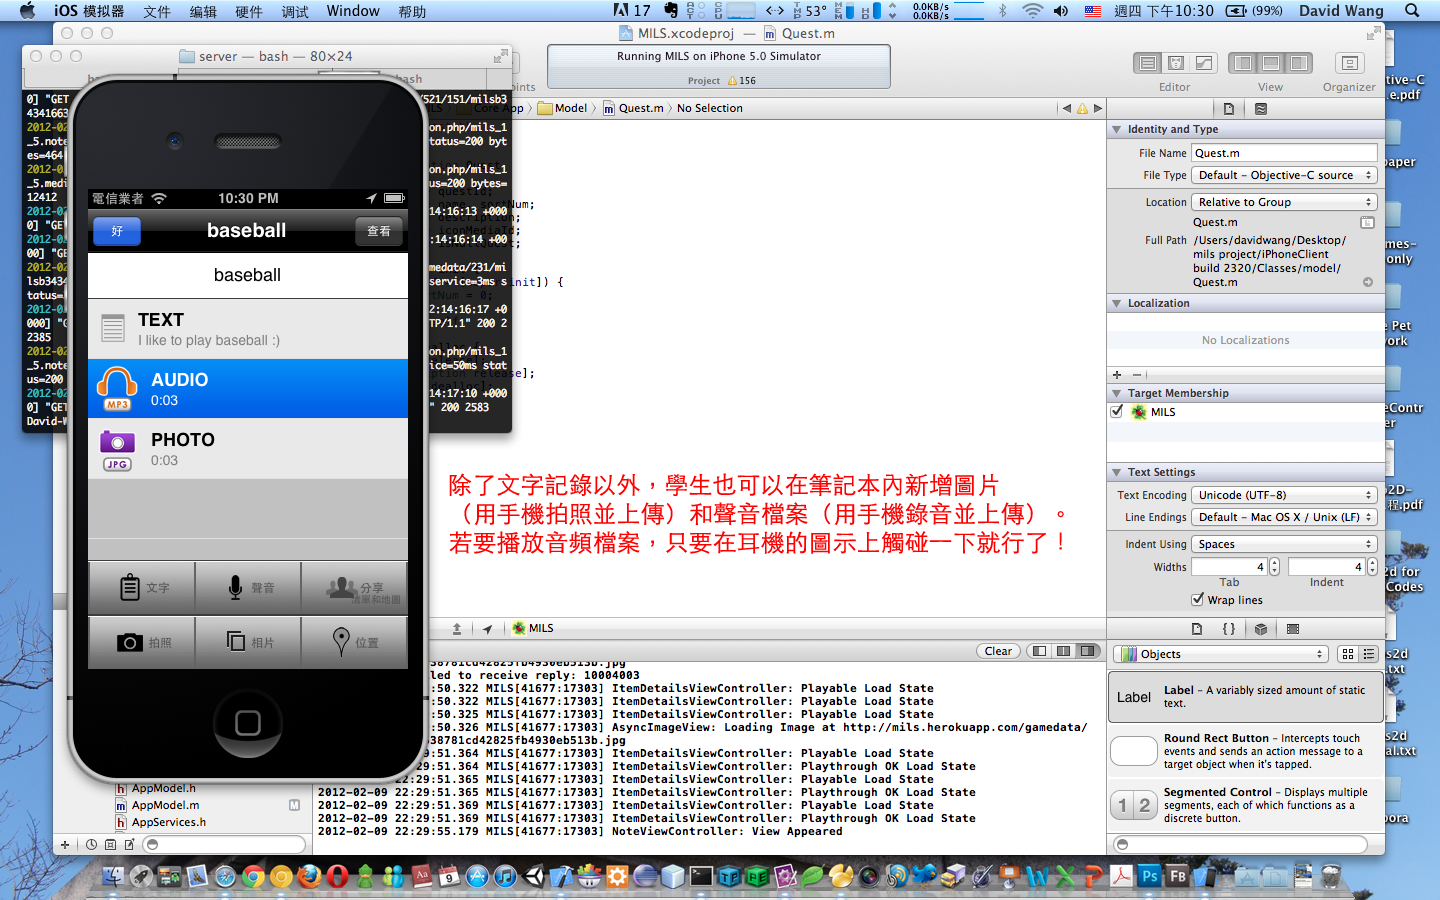 iOS 模拟器 文件 编辑 硬件 调试 Window 帮助
17 53° 0.0KB/s 0.0KB/s 週四 下午10:30 (99%) David Wang
MILS.xcodeproj — Quest.m
server — bash — 80×24
Running MILS on iPhone 5.0 Simulator
Project 156
Editor View Organizer
Model Quest.m No Selection
電信業者 10:30 PM
好 baseball 查看
baseball
TEXT
I like to play baseball :)
AUDIO
0:03
MP3
PHOTO
0:03
JPG
文字 聲音 分享
清單和地圖
拍照 相片 位置
除了文字記錄以外，學生也可以在筆記本內新增圖片
（用手機拍照並上傳）和聲音檔案（用手機錄音並上傳）。
若要播放音頻檔案，只要在耳機的圖示上觸碰一下就行了！
Identity and Type
File Name Quest.m
File Type Default - Objective-C source
Location Relative to Group
Quest.m
Full Path /Users/davidwang/Desktop/
mils project/iPhoneClient
build 2320/Classes/model/
Quest.m
Localization
No Localizations
Target Membership
MILS
Text Settings
Text Encoding Unicode (UTF-8)
Line Endings Default - Mac OS X / Unix (LF)
Indent Using Spaces
Widths 4 4
Tab Indent
Wrap lines
Objects
Label Label - A variably sized amount of static
text.
Round Rect Button - Intercepts touch
events and sends an action message to a
target object when it's tapped.
1 2 Segmented Control - Displays multiple
segments, each of which functions as a
discrete button.
MILS
Clear
38781cd42825fb4930eb513b.jpg
led to receive reply: 10004003
:50.322 MILS[41677:17303] ItemDetailsViewController: Playable Load State
:50.324 MILS[41677:17303] ItemDetailsViewController: Playable Load State
:50.325 MILS[41677:17303] ItemDetailsViewController: Playable Load State
:50.326 MILS[41677:17303] AsyncImageView: Loading Image at http://mils.herokuapp.com/gamedata/
38781cd42825fb4930eb513b.jpg
:51.364 MILS[41677:17303] ItemDetailsViewController: Playable Load State
:51.364 MILS[41677:17303] ItemDetailsViewController: Playthrough OK Load State
:51.365 MILS[41677:17303] ItemDetailsViewController: Playable Load State
2012-02-09 22:29:51.365 MILS[41677:17303] ItemDetailsViewController: Playthrough OK Load State
2012-02-09 22:29:51.369 MILS[41677:17303] ItemDetailsViewController: Playable Load State
2012-02-09 22:29:51.369 MILS[41677:17303] ItemDetailsViewController: Playthrough OK Load State
2012-02-09 22:29:55.179 MILS[41677:17303] NoteViewController: View Appeared
AppModel.h
AppModel.m M
AppServices.h